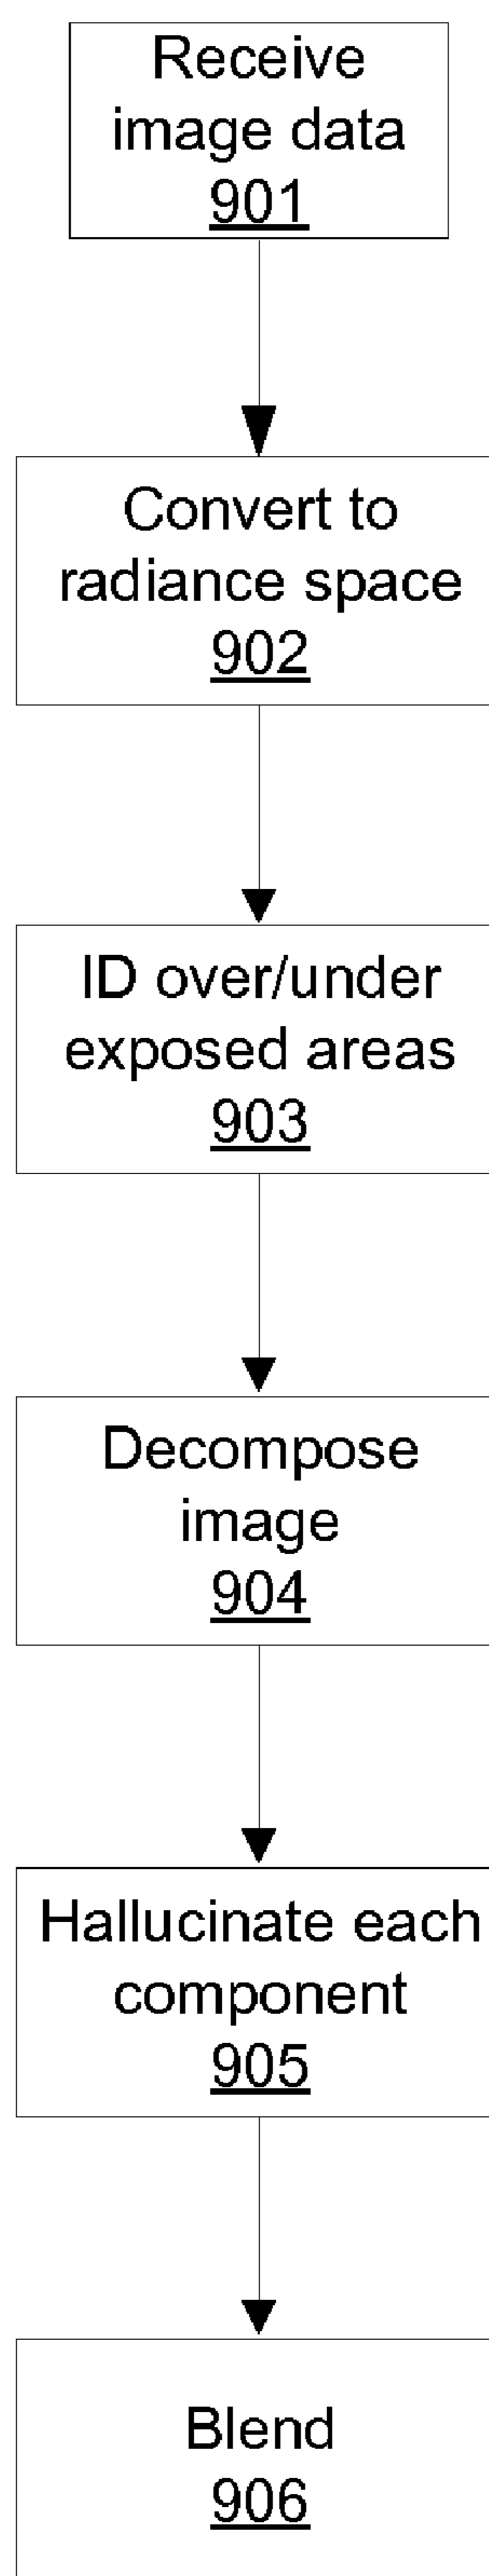 Receive
image data
901
Convert to
radiance space
902
ID over/under
exposed areas
903
Decompose
image
904
Hallucinate each
component
905
Blend
906